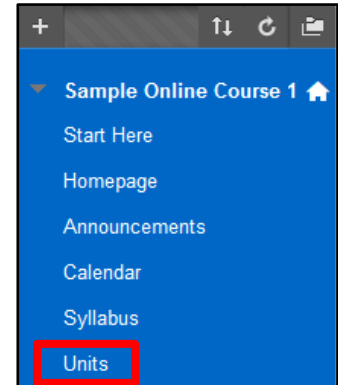 Sample Online Course 1
Start Here
Homepage
Announcements
Calendar
Syllabus
Units